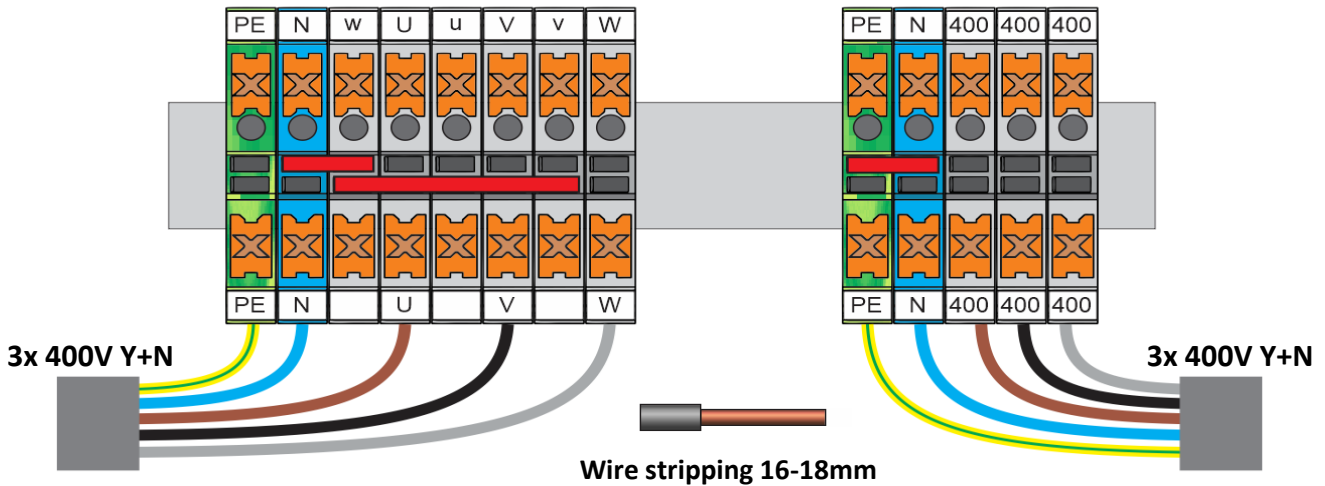 PE N w U u V v W
PE N 400 400 400
PE N U V W
PE N 400 400 400
3x 400V Y+N
3x 400V Y+N
Wire stripping 16-18mm